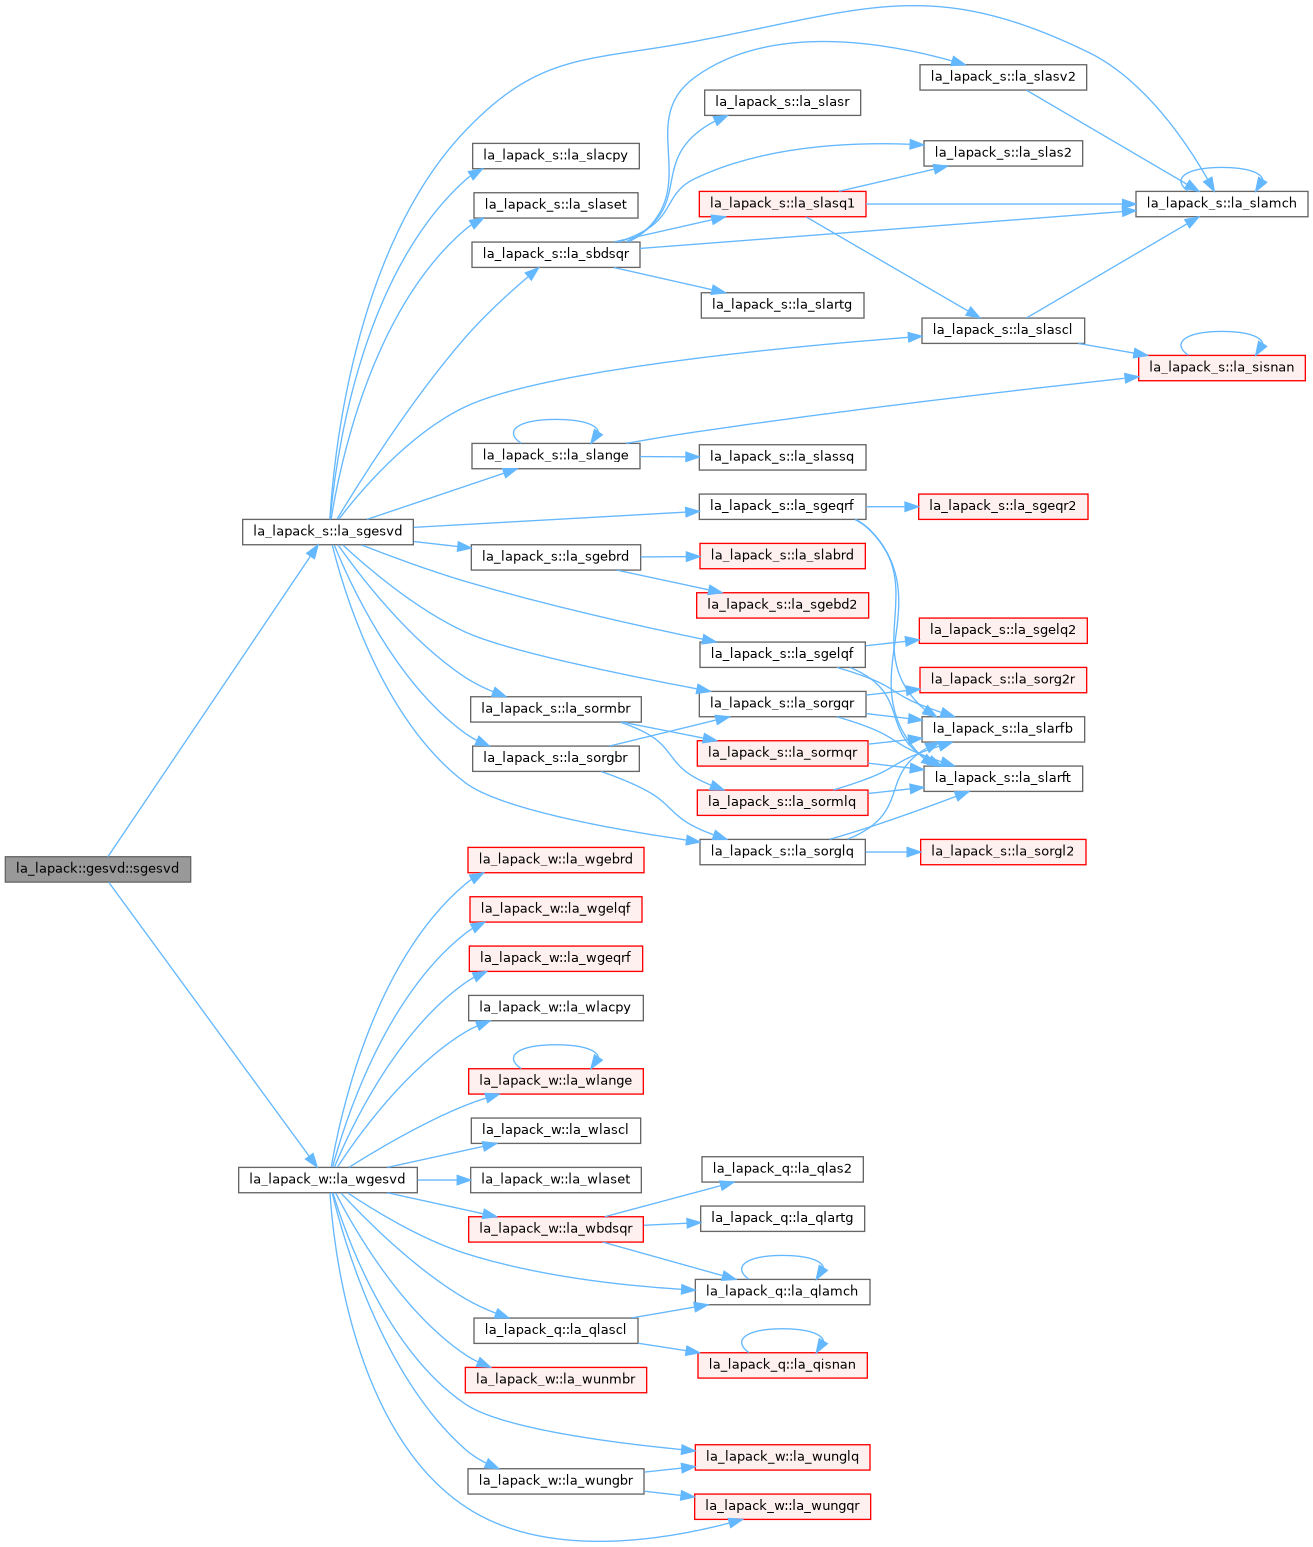 la_lapack::gesvd::sgesvd
la_lapack_s::la_sgesvd
la_lapack_w::la_wgesvd
la_lapack_s::la_slacpy
la_lapack_s::la_slaset
la_lapack_s::la_sbdsqr
la_lapack_s::la_slange
la_lapack_s::la_sgebrd
la_lapack_s::la_sormbr
la_lapack_s::la_sorgbr
la_lapack_w::la_wgebrd
la_lapack_w::la_wgelqf
la_lapack_w::la_wgeqrf
la_lapack_w::la_wlacpy
la_lapack_w::la_wlange
la_lapack_w::la_wlascl
la_lapack_w::la_wlaset
la_lapack_w::la_wbdsqr
la_lapack_q::la_qlascl
la_lapack_w::la_wunmbr
la_lapack_w::la_wungbr
la_lapack_s::la_slasr
la_lapack_s::la_slasq1
la_lapack_s::la_slartg
la_lapack_s::la_slassq
la_lapack_s::la_sgeqrf
la_lapack_s::la_slabrd
la_lapack_s::la_sgebd2
la_lapack_s::la_sgelqf
la_lapack_s::la_sorgqr
la_lapack_s::la_sormqr
la_lapack_s::la_sormlq
la_lapack_s::la_sorglq
la_lapack_q::la_qlas2
la_lapack_q::la_qlartg
la_lapack_q::la_qlamch
la_lapack_q::la_qisnan
la_lapack_w::la_wunglq
la_lapack_w::la_wungqr
la_lapack_s::la_slasv2
la_lapack_s::la_slas2
la_lapack_s::la_slascl
la_lapack_s::la_sgeqr2
la_lapack_s::la_sgelq2
la_lapack_s::la_sorg2r
la_lapack_s::la_slarfb
la_lapack_s::la_slarft
la_lapack_s::la_sorgl2
la_lapack_s::la_slamch
la_lapack_s::la_sisnan